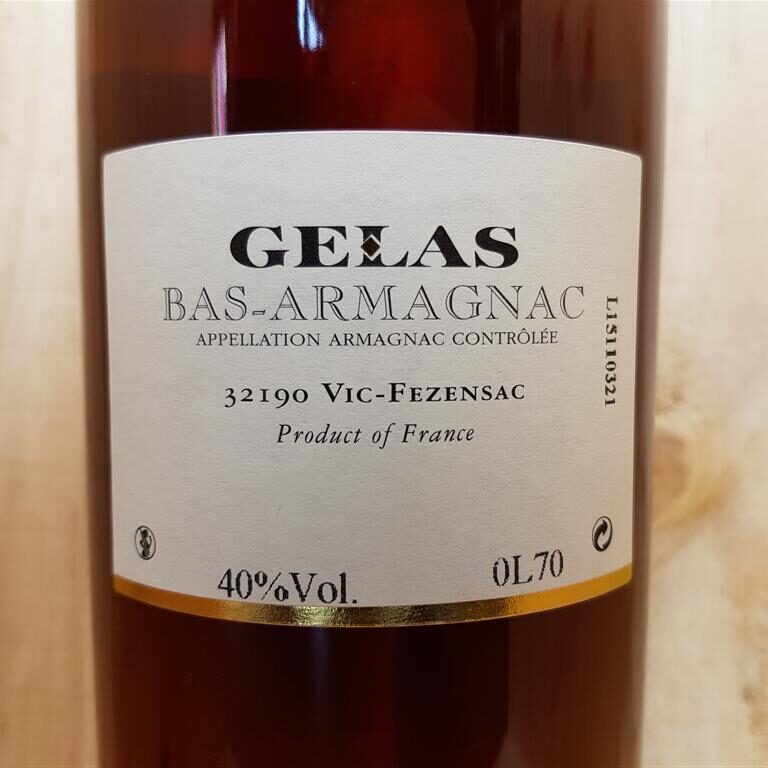 GELAS
BAS-ARMAGNAC
APPELLATION ARMAGNAC CONTRÔLÉE
32190 VIC-FEZENSAC
Product of France
L15110321
40%Vol.
0L70